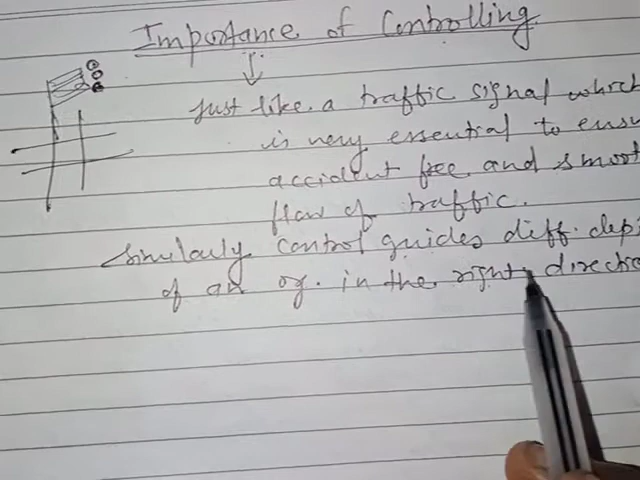 Importance of Controlling
Just like a traffic signal which
is very essential to ensu
accident free and smoot
flow of traffic.
Similarly control guides diff. dep
of an og. in the right directio